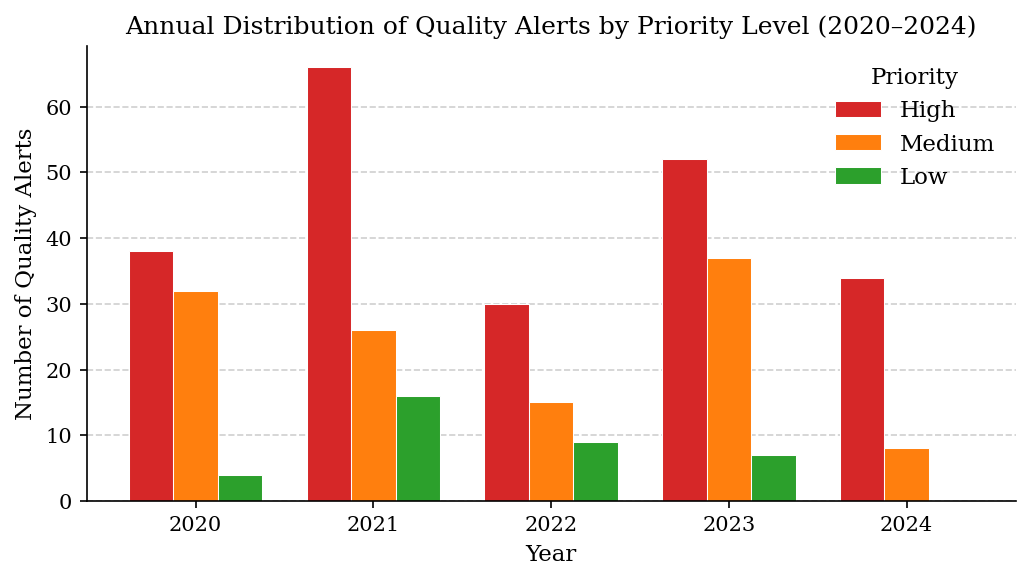 Annual Distribution of Quality Alerts by Priority Level (2020–2024)
Number of Quality Alerts
60
50
40
30
20
10
0
Priority
High
Medium
Low
2020 2021 2022 2023 2024
Year